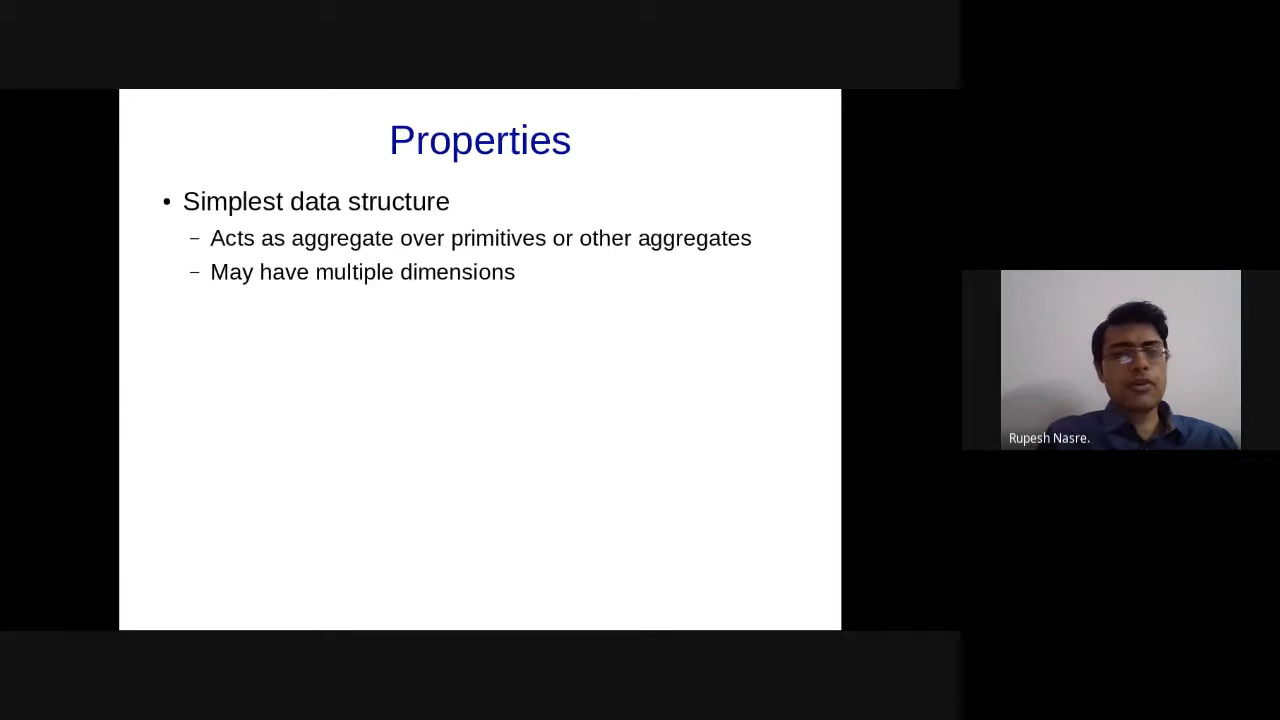 Properties
• Simplest data structure
– Acts as aggregate over primitives or other aggregates
– May have multiple dimensions
Rupesh Nasre.